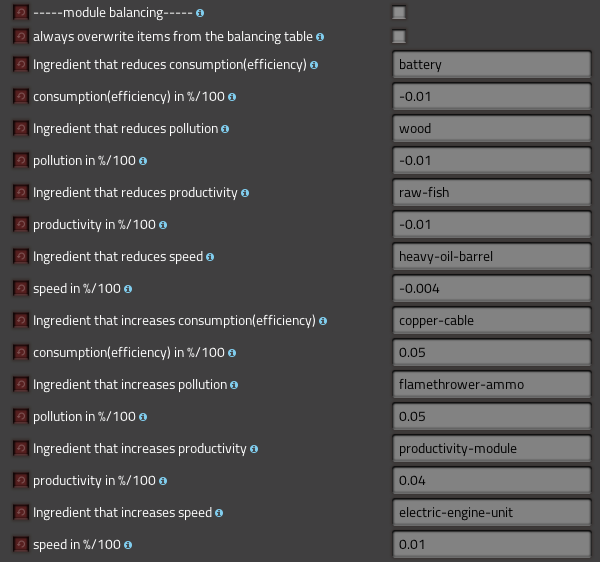 -----module balancing-----
always overwrite items from the balancing table
Ingredient that reduces consumption(efficiency) battery
consumption(efficiency) in %/100 -0.01
Ingredient that reduces pollution wood
pollution in %/100 -0.01
Ingredient that reduces productivity raw-fish
productivity in %/100 -0.01
Ingredient that reduces speed heavy-oil-barrel
speed in %/100 -0.004
Ingredient that increases consumption(efficiency) copper-cable
consumption(efficiency) in %/100 0.05
Ingredient that increases pollution flamethrower-ammo
pollution in %/100 0.05
Ingredient that increases productivity productivity-module
productivity in %/100 0.04
Ingredient that increases speed electric-engine-unit
speed in %/100 0.01